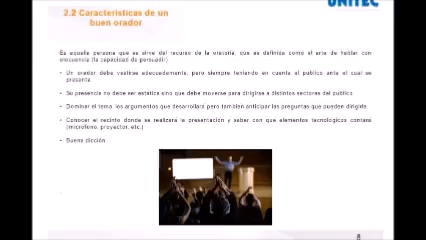 UNITEC
2.2 Características de un
buen orador
Es aquella persona que se sirve del recurso de la oratoria, que se definida como el arte de hablar con
elocuencia (la capacidad de persuadir)
• Un orador debe vestirse adecuadamente, pero siempre teniendo en cuenta el público ante el cual se
presenta.
• Su presencia no debe ser estática sino que debe moverse para dirigirse a distintos sectores del público.
• Dominar el tema, los argumentos que desarrollará pero también anticipar las preguntas que pueden dirigirle.
• Conocer el recinto donde se realizará la presentación y saber con qué elementos tecnológicos contará
(micrófono, proyector, etc.)
• Buena dicción